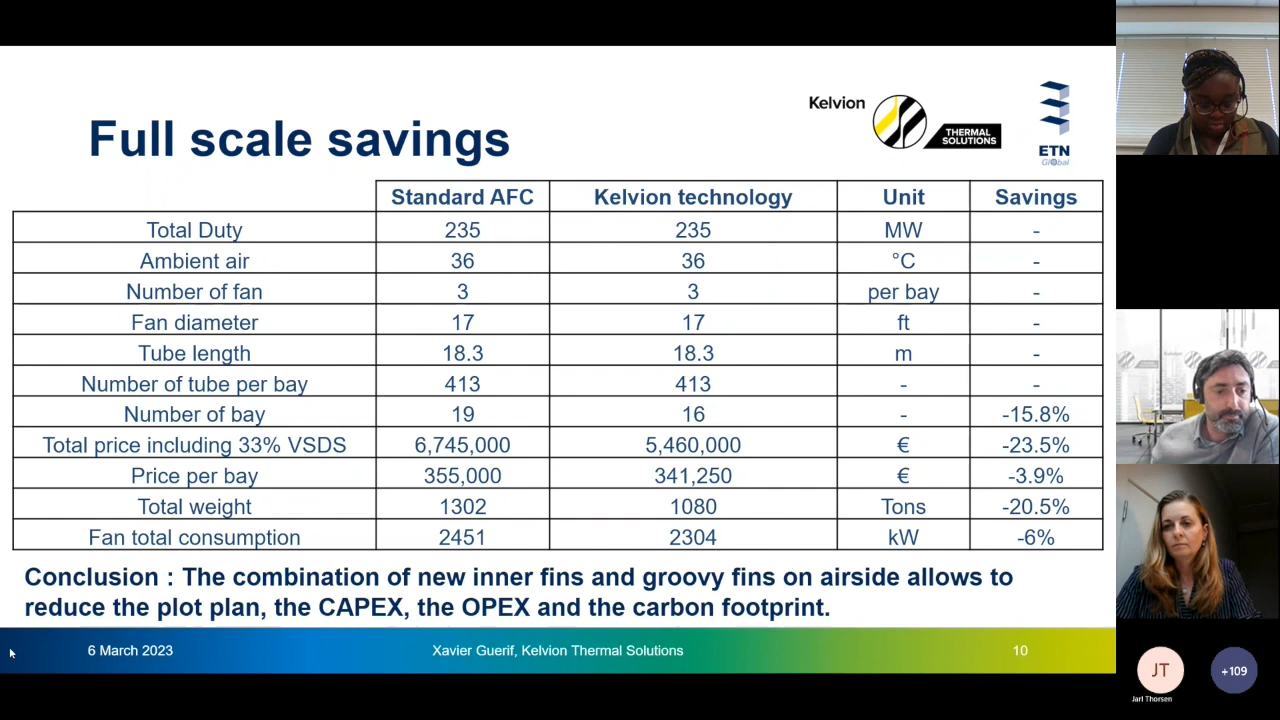 Kelvion
THERMAL
SOLUTIONS
ETN
Global
Full scale savings
Standard AFC Kelvion technology Unit Savings
Total Duty 235 235 MW -
Ambient air 36 36 °C -
Number of fan 3 3 per bay -
Fan diameter 17 17 ft -
Tube length 18.3 18.3 m -
Number of tube per bay 413 413 - -
Number of bay 19 16 - -15.8%
Total price including 33% VSDS 6,745,000 5,460,000 € -23.5%
Price per bay 355,000 341,250 € -3.9%
Total weight 1302 1080 Tons -20.5%
Fan total consumption 2451 2304 kW -6%
Conclusion : The combination of new inner fins and groovy fins on airside allows to
reduce the plot plan, the CAPEX, the OPEX and the carbon footprint.
6 March 2023 Xavier Guerif, Kelvion Thermal Solutions 10
JT
Jarl Thorsen
+109